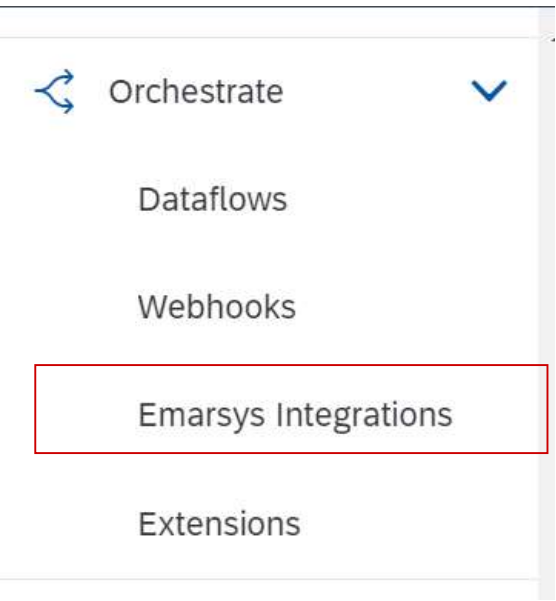 Orchestrate
Dataflows
Webhooks
Emarsys Integrations
Extensions